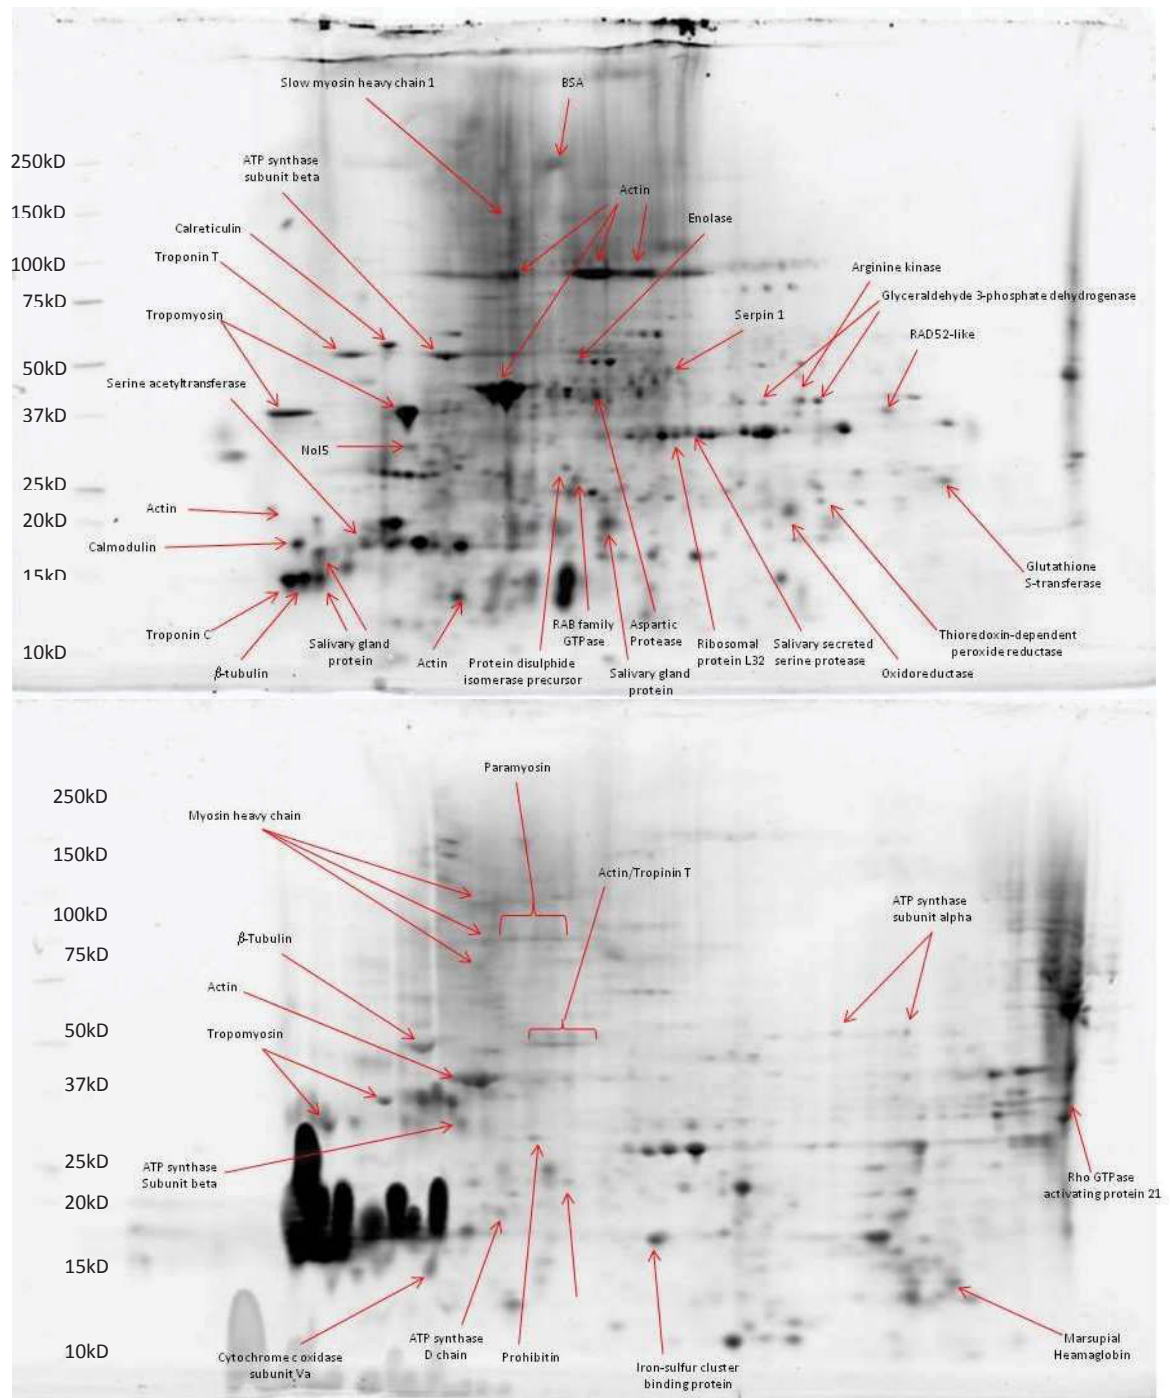 Slow myosin heavy chain 1
BSA
250kD
ATP synthase
subunit beta
Actin
150kD
Enolase
Calreticulin
Troponin T
100kD
Arginine kinase
75kD
Glyceraldehyde 3-phosphate dehydrogenase
Tropomyosin
Serpin 1
RAD52-like
50kD
Serine acetyltransferase
37kD
Nol5
25kD
Actin
20kD
Calmodulin
15kD
Glutathione
S-transferase
Troponin C
Salivary gland
protein
β-tubulin
Actin
Protein disulphide
isomerase precursor
RAB family
GTPase
Salivary gland
protein
Aspartic
Protease
Ribosomal
protein L32
Salivary secreted
serine protease
Oxidoreductase
Thioredoxin-dependent
peroxide reductase
10kD
Paramyosin
250kD
Myosin heavy chain
150kD
Actin/Tropinin T
ATP synthase
subunit alpha
100kD
β-Tubulin
75kD
Actin
50kD
Tropomyosin
37kD
25kD
ATP synthase
Subunit beta
Rho GTPase
activating protein 21
20kD
15kD
10kD
Cytochrome c oxidase
subunit Va
ATP synthase
D chain
Prohibitin
Iron-sulfur cluster
binding protein
Marsupial
Heamaglobin